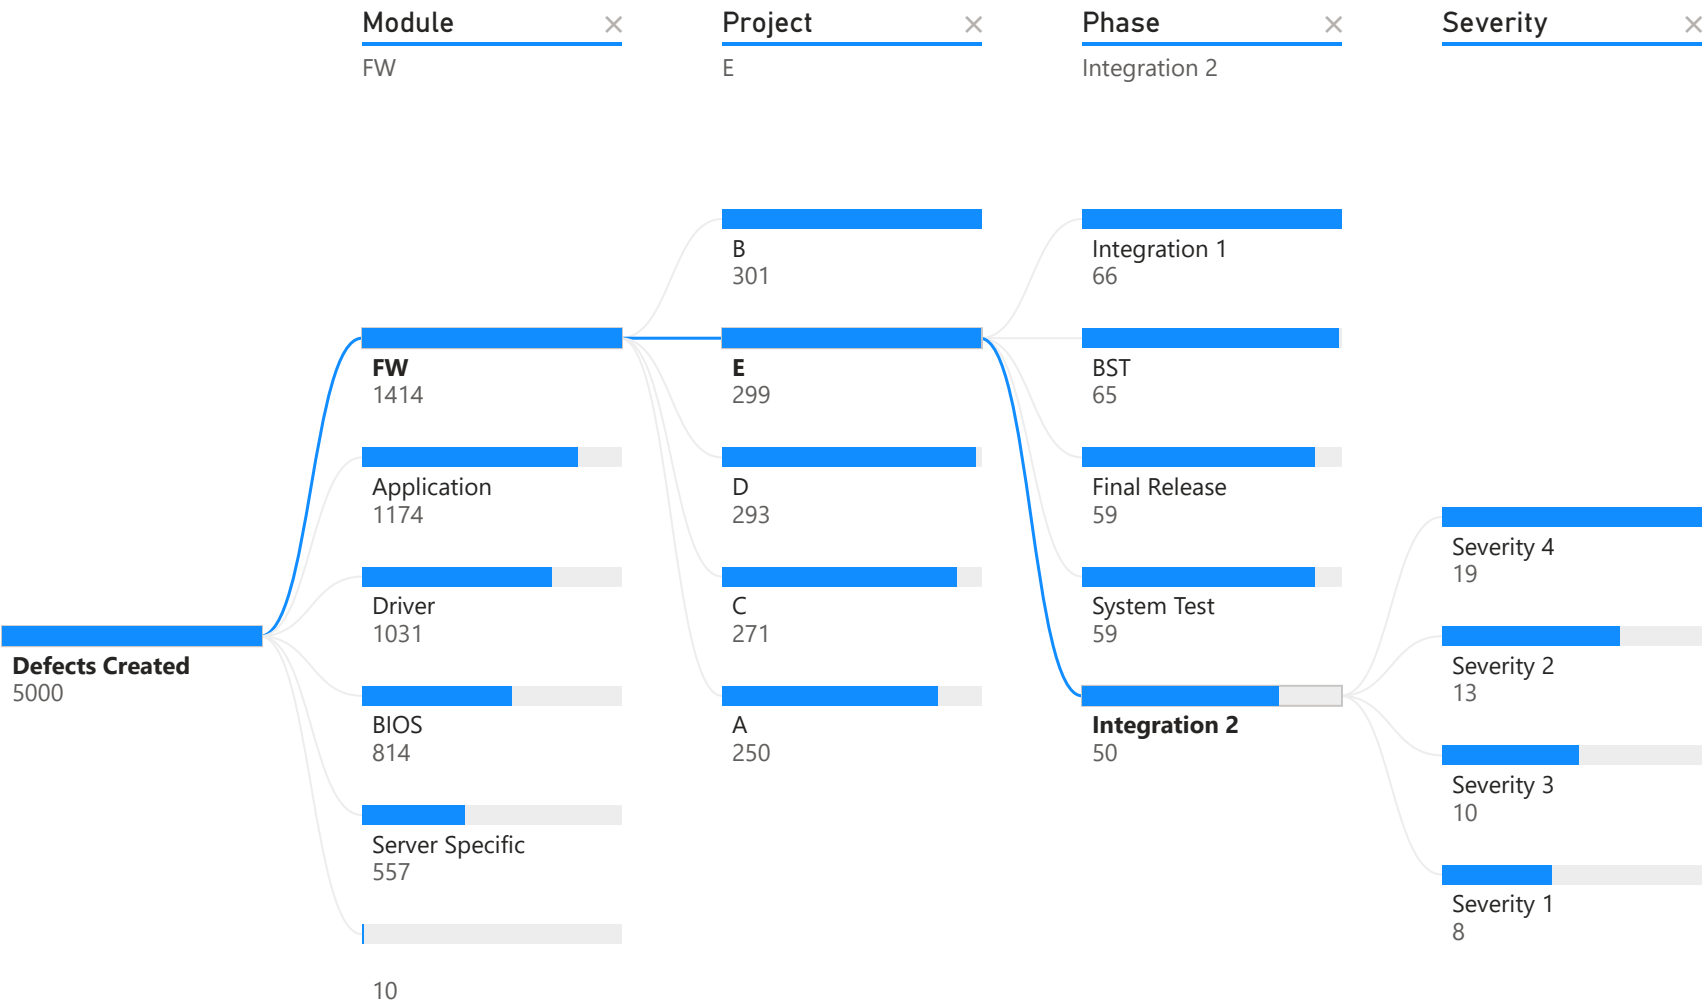 Module
Project
Phase
Severity
FW
E
Integration 2
B
301
Integration 1
66
FW
1414
E
299
BST
65
Application
1174
D
293
Final Release
59
Severity 4
19
Driver
1031
C
271
System Test
59
Defects Created
5000
Severity 2
13
BIOS
814
A
250
Integration 2
50
Severity 3
10
Server Specific
557
Severity 1
8
10